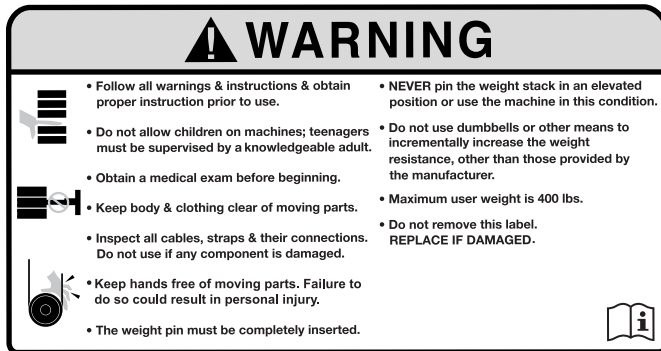 WARNING
• Follow all warnings & instructions & obtain
proper instruction prior to use.
• Do not allow children on machines; teenagers
must be supervised by a knowledgeable adult.
• Obtain a medical exam before beginning.
• Keep body & clothing clear of moving parts.
• Inspect all cables, straps & their connections.
Do not use if any component is damaged.
• Keep hands free of moving parts. Failure to
do so could result in personal injury.
• The weight pin must be completely inserted.
• NEVER pin the weight stack in an elevated
position or use the machine in this condition.
• Do not use dumbbells or other means to
incrementally increase the weight
resistance, other than those provided by
the manufacturer.
• Maximum user weight is 400 lbs.
• Do not remove this label.
REPLACE IF DAMAGED.